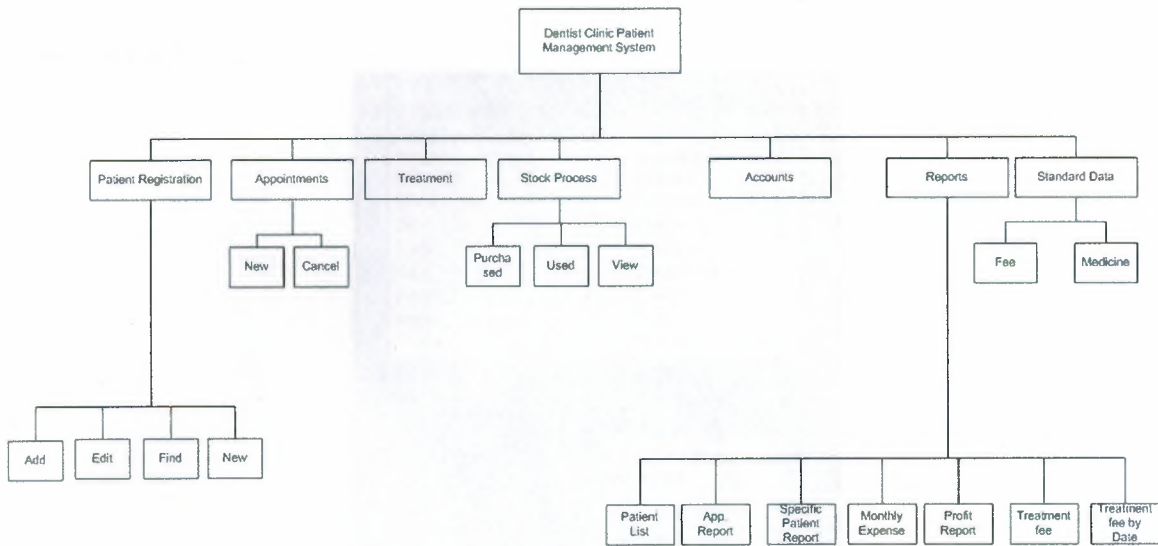 Dentist Clinic Patient
Management System
Patient Registration
Appointments
Treatment
Stock Process
Accounts
Reports
Standard Data
New
Cancel
Purcha
sed
Used
View
Fee
Medicine
Add
Edit
Find
New
Patient
List
App.
Report
Specific
Patient
Report
Monthly
Expense
Profit
Report
Treatment
fee
Treatment
fee by
Date